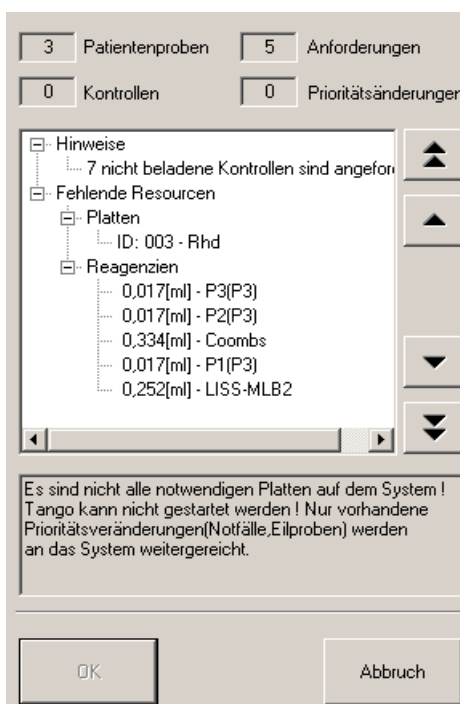 3 Patientenproben 5 Anforderungen
0 Kontrollen 0 Prioritätsänderungen
Hinweise
7 nicht beladene Kontrollen sind angefor
Fehlende Resourcen
Platten
ID: 003 - Rhd
Reagenzien
0,017[ml] - P3(P3)
0,017[ml] - P2(P3)
0,334[ml] - Coombs
0,017[ml] - P1(P3)
0,252[ml] - LISS-MLB2
Es sind nicht alle notwendigen Platten auf dem System !
Tango kann nicht gestartet werden ! Nur vorhandene
Prioritätsveränderungen(Notfälle,Eilproben) werden
an das System weitergereicht.
OK Abbruch